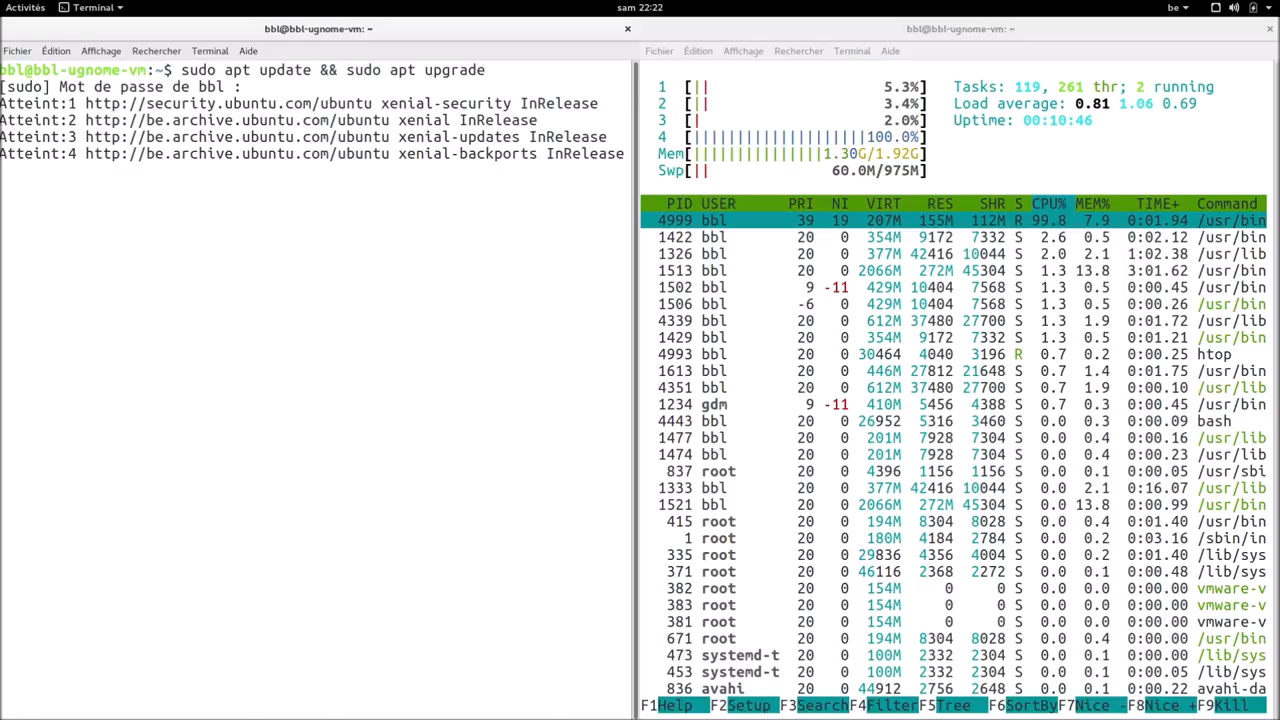 Activités Terminal sam 22:22 be
bbl@bbl-ugnome-vm: ~
Fichier Édition Affichage Rechercher Terminal Aide
bbl@bbl-ugnome-vm:~$ sudo apt update && sudo apt upgrade
[sudo] Mot de passe de bbl :
Atteint:1 http://security.ubuntu.com/ubuntu xenial-security InRelease
Atteint:2 http://be.archive.ubuntu.com/ubuntu xenial InRelease
Atteint:3 http://be.archive.ubuntu.com/ubuntu xenial-updates InRelease
Atteint:4 http://be.archive.ubuntu.com/ubuntu xenial-backports InRelease
bbl@bbl-ugnome-vm: ~
Fichier Édition Affichage Rechercher Terminal Aide
1 [|| 5.3%] Tasks: 119, 261 thr; 2 running
2 [|| 3.4%] Load average: 0.81 1.06 0.69
3 [| 2.0%] Uptime: 00:10:46
4 [||||||||||||||||||||100.0%]
Mem[|||||||||||||||1.30G/1.92G]
Swp[|| 60.0M/975M]
PID USER PRI NI VIRT RES SHR S CPU% MEM% TIME+ Command
4999 bbl 39 19 207M 155M 112M R 99.8 7.9 0:01.94 /usr/bin
1422 bbl 20 0 354M 9172 7332 S 2.6 0.5 0:02.12 /usr/bin
1326 bbl 20 0 377M 42416 10044 S 2.0 2.1 1:02.38 /usr/lib
1513 bbl 20 0 2066M 272M 45304 S 1.3 13.8 3:01.62 /usr/bin
1502 bbl 9 -11 429M 10404 7568 S 1.3 0.5 0:00.45 /usr/bin
1506 bbl -6 0 429M 10404 7568 S 1.3 0.5 0:00.26 /usr/bin
4339 bbl 20 0 612M 37480 27700 S 1.3 1.9 0:01.72 /usr/lib
1429 bbl 20 0 354M 9172 7332 S 1.3 0.5 0:01.21 /usr/bin
4993 bbl 20 0 30464 4040 3196 R 0.7 0.2 0:00.25 htop
1613 bbl 20 0 446M 27812 21648 S 0.7 1.4 0:01.75 /usr/bin
4351 bbl 20 0 612M 37480 27700 S 0.7 1.9 0:00.10 /usr/lib
1234 gdm 9 -11 410M 5456 4388 S 0.7 0.3 0:00.45 /usr/bin
4443 bbl 20 0 26952 5316 3460 S 0.0 0.3 0:00.09 bash
1477 bbl 20 0 201M 7928 7304 S 0.0 0.4 0:00.16 /usr/lib
1474 bbl 20 0 201M 7928 7304 S 0.0 0.4 0:00.23 /usr/lib
837 root 20 0 4396 1156 1156 S 0.0 0.1 0:00.05 /usr/sbi
1333 bbl 20 0 377M 42416 10044 S 0.0 2.1 0:16.07 /usr/lib
1521 bbl 20 0 2066M 272M 45304 S 0.0 13.8 0:00.99 /usr/bin
415 root 20 0 194M 8304 8028 S 0.0 0.4 0:01.40 /usr/bin
1 root 20 0 180M 4184 2784 S 0.0 0.2 0:03.16 /sbin/in
335 root 20 0 29836 4356 4004 S 0.0 0.2 0:01.40 /lib/sys
371 root 20 0 46116 2368 2272 S 0.0 0.1 0:00.48 /lib/sys
382 root 20 0 154M 0 0 S 0.0 0.0 0:00.00 vmware-v
383 root 20 0 154M 0 0 S 0.0 0.0 0:00.00 vmware-v
381 root 20 0 154M 0 0 S 0.0 0.0 0:00.00 vmware-v
671 root 20 0 194M 8304 8028 S 0.0 0.4 0:00.00 /usr/bin
473 systemd-t 20 0 100M 2332 2304 S 0.0 0.1 0:00.00 /lib/sys
453 systemd-t 20 0 100M 2332 2304 S 0.0 0.1 0:00.05 /lib/sys
836 avahi 20 0 44912 2756 2648 S 0.0 0.1 0:00.22 avahi-da
F1Help F2Setup F3SearchF4FilterF5Tree F6SortByF7Nice -F8Nice +F9Kill